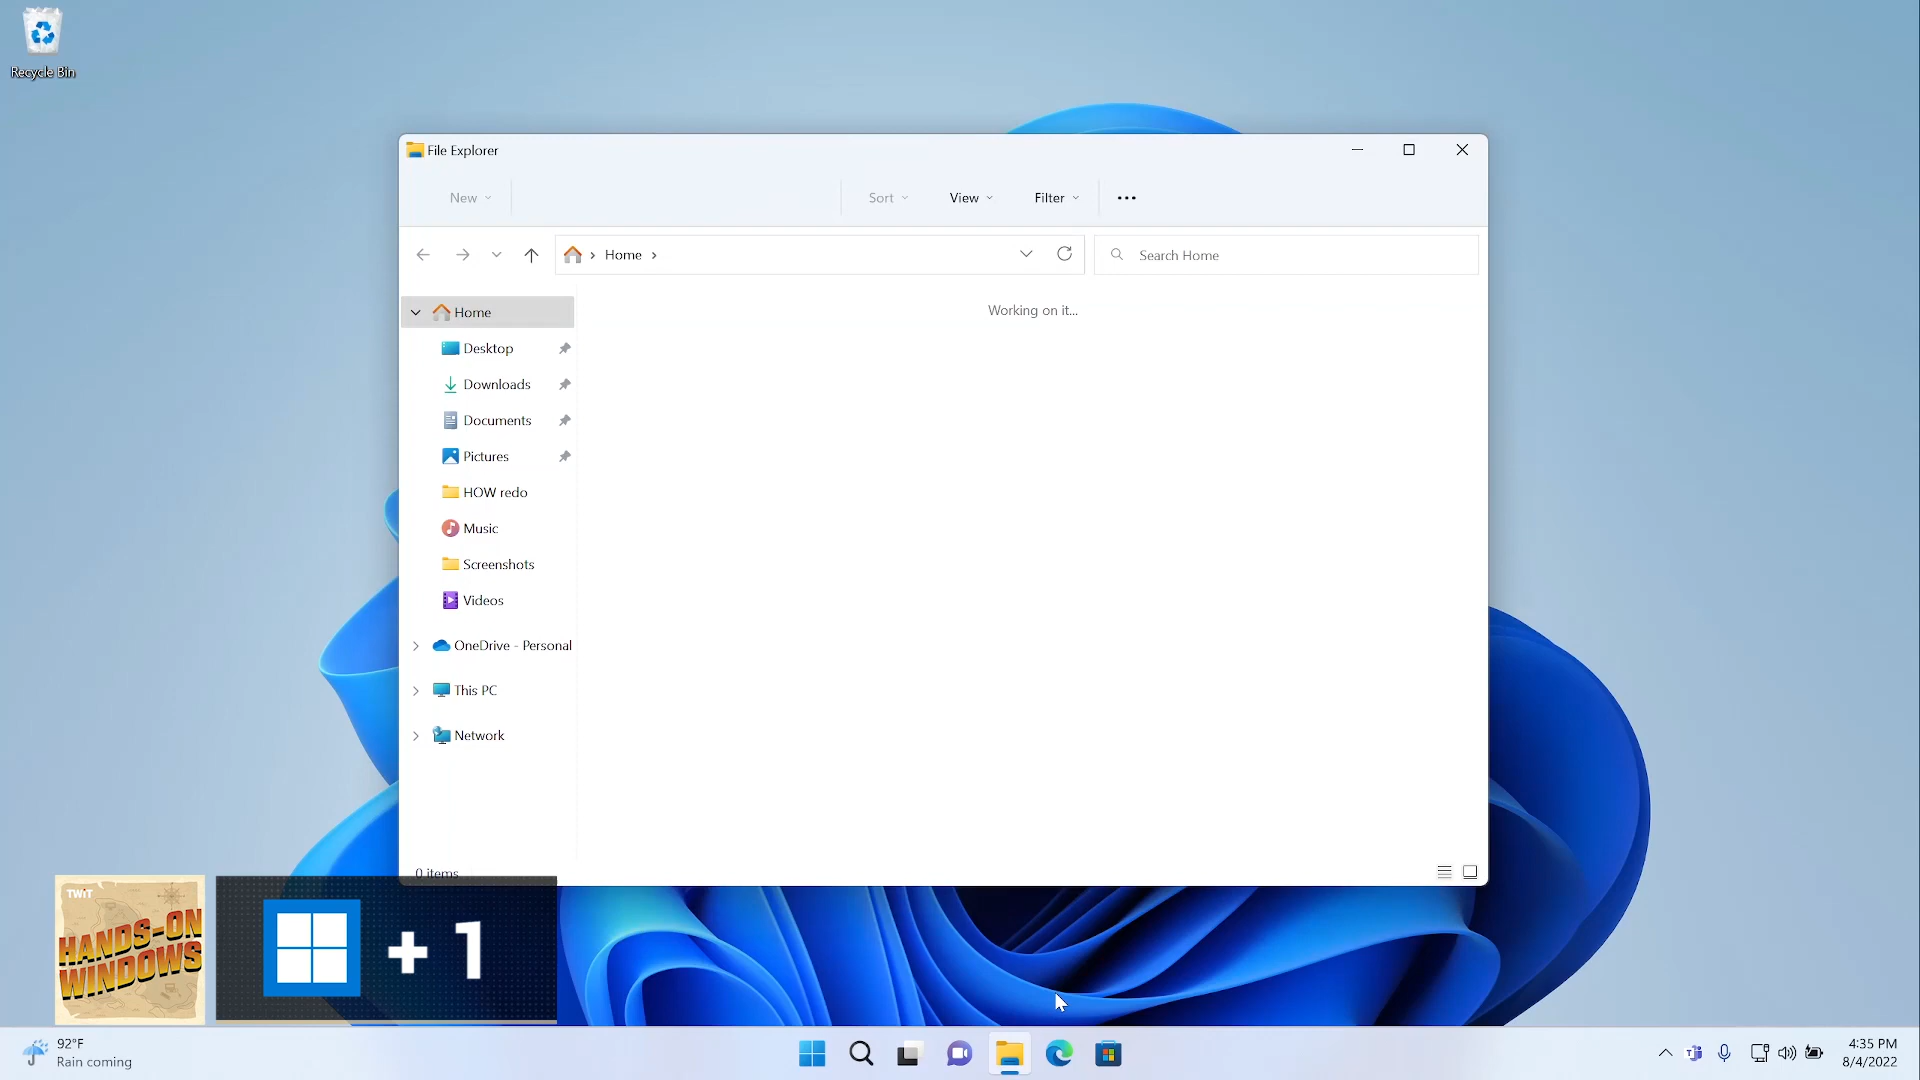 Recycle Bin
File Explorer
New
Sort
View
Filter
Home
Search Home
Home
Working on it...
Desktop
Downloads
Documents
Pictures
HOW redo
Music
Screenshots
Videos
OneDrive - Personal
This PC
Network
0 items
TWiT
HANDS-ON
WINDOWS
+ 1
92°F
Rain coming
4:35 PM
8/4/2022